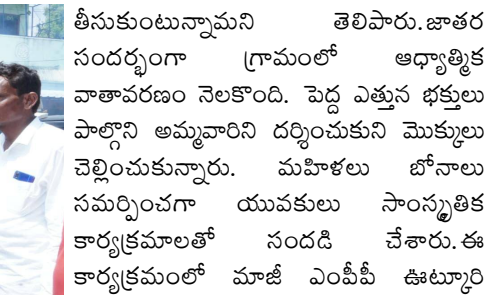 తీసుకుంటున్నామని తెలిపారు.జాతర
సందర్భంగా గ్రామంలో ఆధ్యాత్మిక
వాతావరణం నెలకొంది. పెద్ద ఎత్తున భక్తులు
పాల్గొని అమ్మవారిని దర్శించుకుని మొక్కులు
చెల్లించుకున్నారు. మహిళలు బోనాలు
సమర్పించగా యువకులు సాంస్కృతిక
కార్యక్రమాలతో సందడి చేశారు.ఈ
కార్యక్రమంలో మాజీ ఎంపీపీ ఊట్కూరి